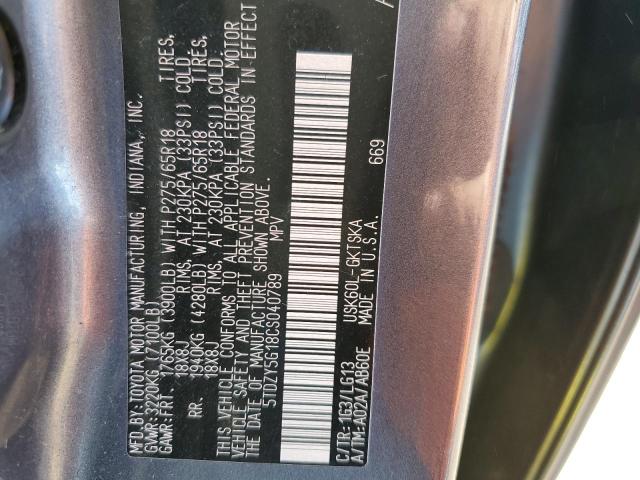 MFD. BY:TOYOTA MOTOR MANUFACTURING, INDIANA, INC.
GVWR:3220KG (7100LB)
GAWR:FRT. 1765KG (3900LB) WITH P275/65R18 TIRES,
18X8J RIMS, AT 230KPA (33PSI) COLD.
RR. 1940KG (4280LB) WITH P275/65R18 TIRES,
18X8J RIMS, AT 230KPA (33PSI) COLD.
THIS VEHICLE CONFORMS TO ALL APPLICABLE FEDERAL MOTOR
VEHICLE SAFETY AND THEFT PREVENTION STANDARDS IN EFFECT
ON THE DATE OF MANUFACTURE SHOWN ABOVE.
5TDZY5G18CS040789 MPV
669
C/TR:1G3/LG13 USK60L-GKTSKA
A/TM:A02A/AB60E MADE IN U.S.A.